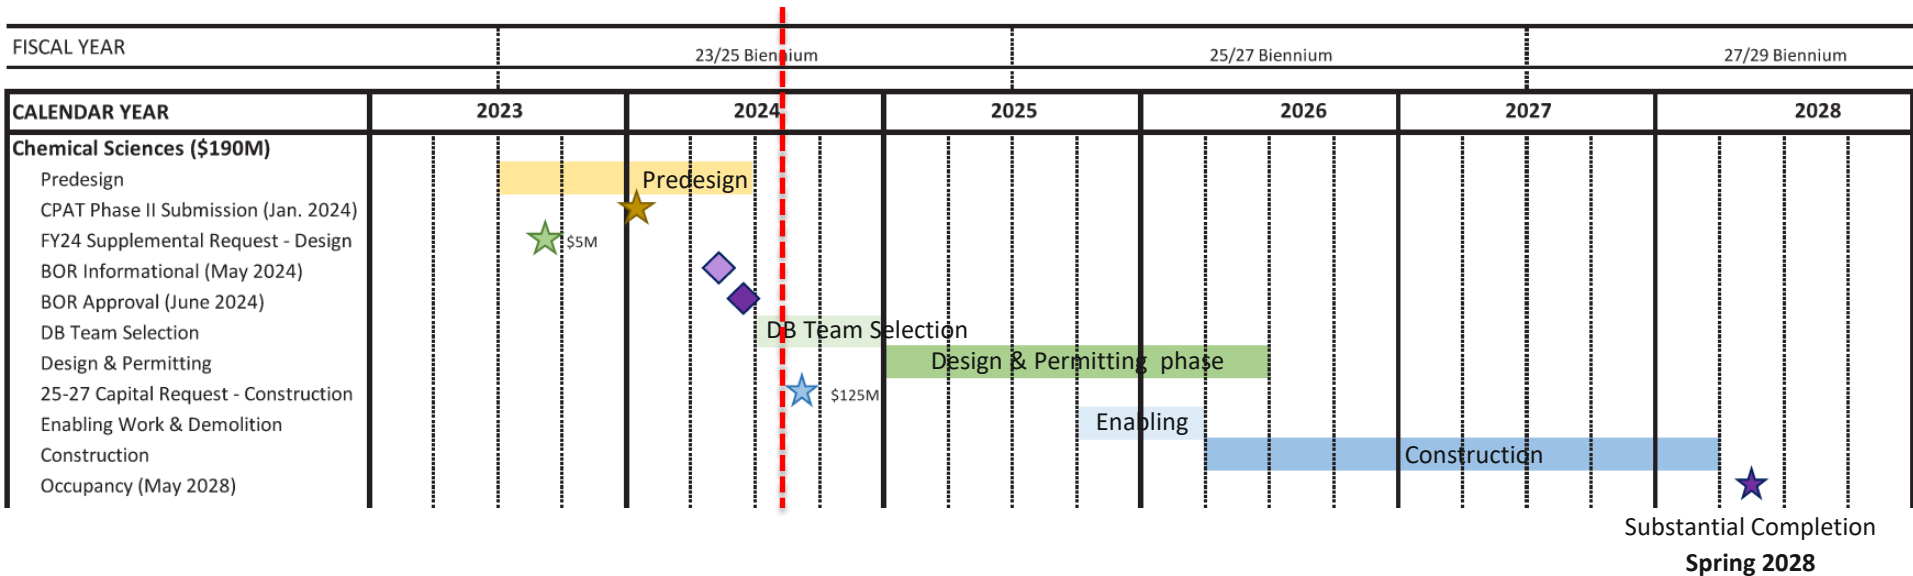 FISCAL YEAR 23/25 Biennium 25/27 Biennium 27/29 Biennium
CALENDAR YEAR 2023 2024 2025 2026 2027 2028
Chemical Sciences ($190M)
Predesign Predesign
CPAT Phase II Submission (Jan. 2024)
FY24 Supplemental Request - Design $5M
BOR Informational (May 2024)
BOR Approval (June 2024)
DB Team Selection DB Team Selection
Design & Permitting Design & Permitting phase
25-27 Capital Request - Construction $125M
Enabling Work & Demolition Enabling
Construction Construction
Occupancy (May 2028)
Substantial Completion
Spring 2028